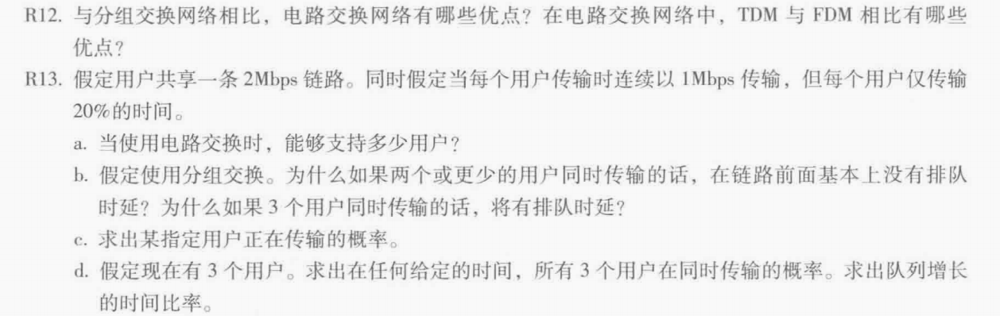 R12. 与分组交换网络相比，电路交换网络有哪些优点？在电路交换网络中，TDM 与 FDM 相比有哪些
优点？
R13. 假定用户共享一条 2Mbps 链路。同时假定当每个用户传输时连续以 1Mbps 传输，但每个用户仅传输
20%的时间。
a. 当使用电路交换时，能够支持多少用户？
b. 假定使用分组交换。为什么如果两个或更少的用户同时传输的话，在链路前面基本上没有排队
时延？为什么如果 3 个用户同时传输的话，将有排队时延？
c. 求出某指定用户正在传输的概率。
d. 假定现在有 3 个用户。求出在任何给定的时间，所有 3 个用户在同时传输的概率。求出队列增长
的时间比率。